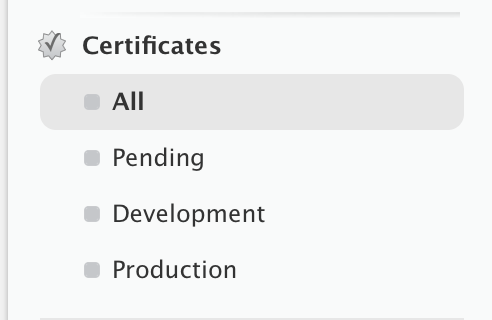 Certificates
All
Pending
Development
Production